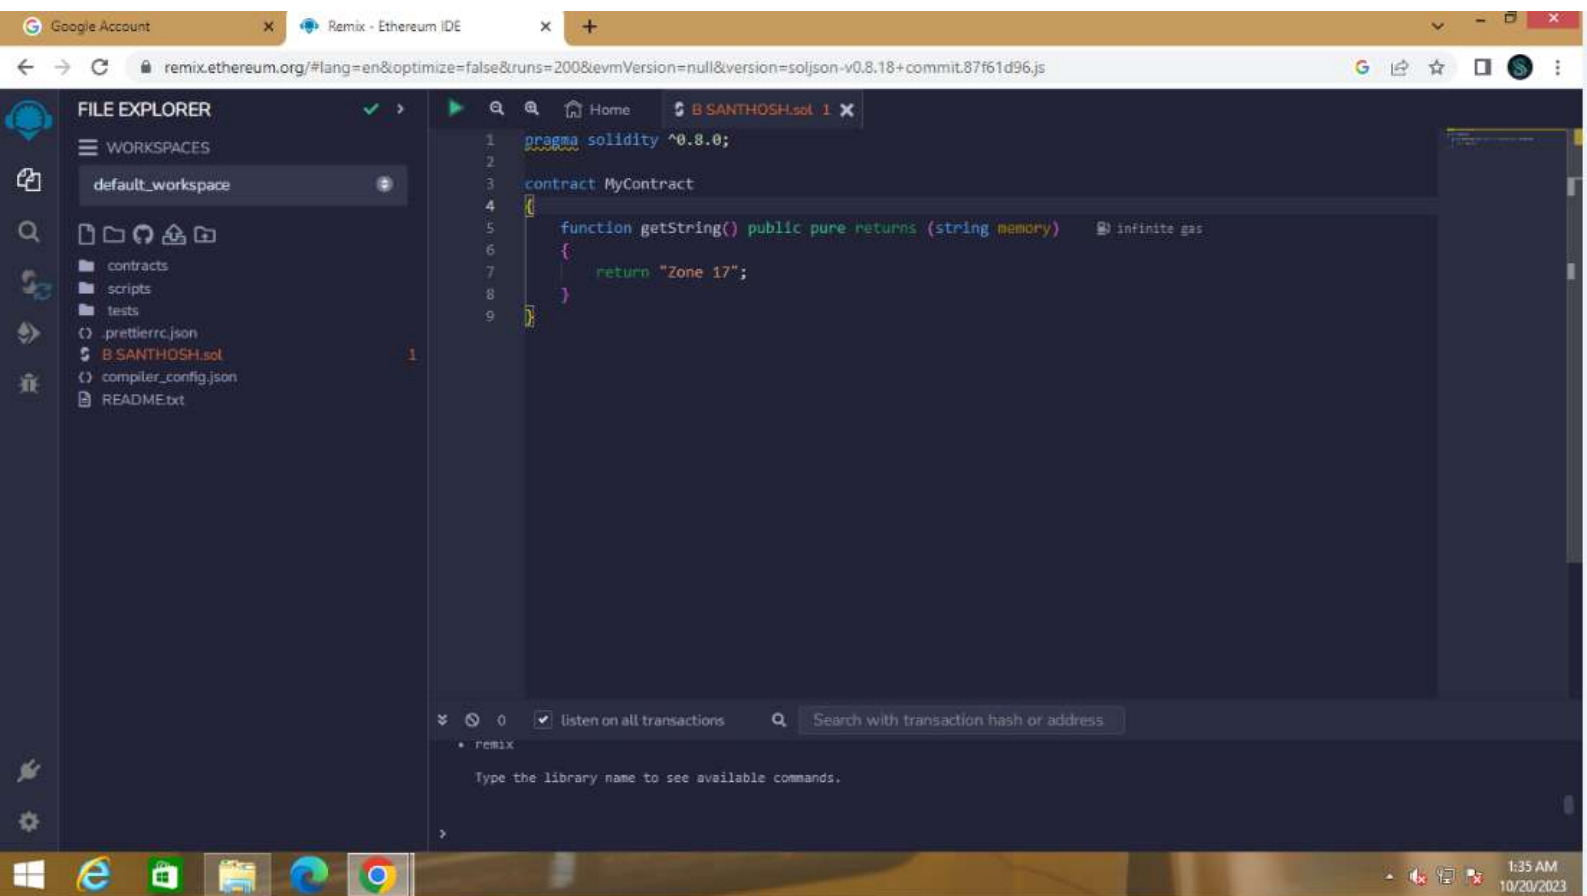 Google Account
Remix - Ethereum IDE
remix.ethereum.org/#lang=en&optimize=false&runs=200&evmVersion=null&version=soljson-v0.8.18+commit.87f61d96.js
FILE EXPLORER
WORKSPACES
default_workspace
contracts
scripts
tests
.prettierrc.json
B SANTHOSH.sol 1
compiler_config.json
README.txt
Home
B SANTHOSH.sol 1
1 pragma solidity ^0.8.0;
2
3 contract MyContract
4 {
5 function getString() public pure returns (string memory) infinite gas
6 {
7 return "Zone 17";
8 }
9 }
0 listen on all transactions
Search with transaction hash or address
• remix
Type the library name to see available commands.
>
1:35 AM
10/20/2023